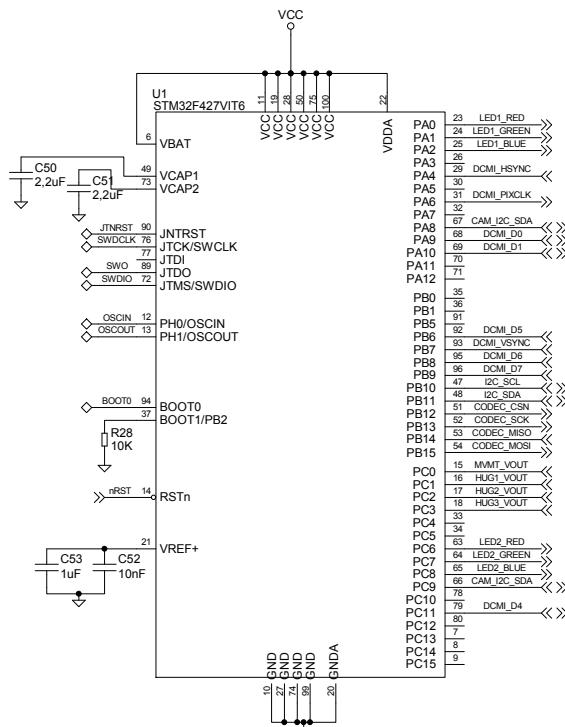 VCC
U1
STM32F427VIT6
11 VCC
19 VCC
28 VCC
50 VCC
75 VCC
100 VCC
22 VDDA
6 VBAT
C50
2,2uF
C51
2,2uF
49 VCAP1
73 VCAP2
JTNRST 90 JNTRST
SWDCLK 76 JTCK/SWCLK
77 JTDI
SWO 89 JTDO
SWDIO 72 JTMS/SWDIO
OSCIN 12 PH0/OSCIN
OSCOUT 13 PH1/OSCOUT
BOOT0 94 BOOT0
37 BOOT1/PB2
R28
10K
nRST 14 RSTn
21 VREF+
C53
1uF
C52
10nF
PA0 23 LED1_RED
PA1 24 LED1_GREEN
PA2 25 LED1_BLUE
PA3 26
PA4 29 DCMI_HSYNC
PA5 30
PA6 31 DCMI_PIXCLK
PA7 32
PA8 67 CAM_I2C_SDA
PA9 68 DCMI_D0
PA10 69 DCMI_D1
PA11 70
PA12 71
PB0 35
PB1 36
PB5 91
PB6 92 DCMI_D5
PB7 93 DCMI_VSYNC
PB8 95 DCMI_D6
PB9 96 DCMI_D7
PB10 47 I2C_SCL
PB11 48 I2C_SDA
PB12 51 CODEC_CSN
PB13 52 CODEC_SCK
PB14 53 CODEC_MISO
PB15 54 CODEC_MOSI
PC0 15 MVMT_VOUT
PC1 16 HUG1_VOUT
PC2 17 HUG2_VOUT
PC3 18 HUG3_VOUT
PC4 33
PC5 34
PC6 63 LED2_RED
PC7 64 LED2_GREEN
PC8 65 LED2_BLUE
PC9 66 CAM_I2C_SDA
PC10 78
PC11 79 DCMI_D4
PC12 80
PC13 7
PC14 8
PC15 9
10 GND
27 GND
74 GND
99 GND
20 GNDA